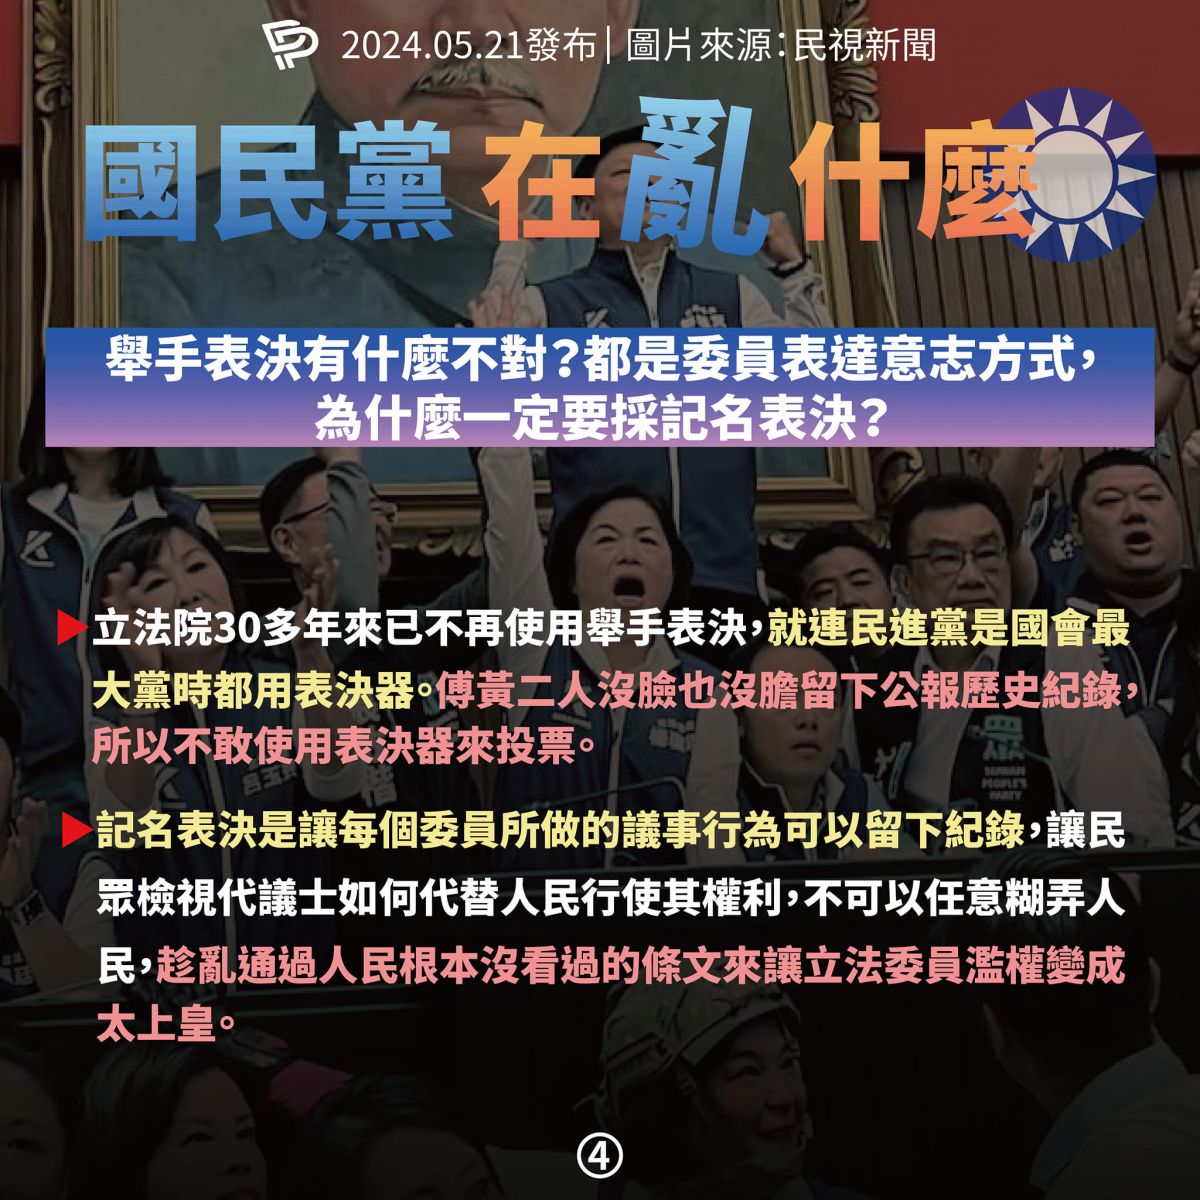 2024.05.21發布｜圖片來源：民視新聞
國民黨在亂什麼
舉手表決有什麼不對？都是委員表達意志方式，
為什麼一定要採記名表決？
▶立法院30多年來已不再使用舉手表決，就連民進黨是國會最
大黨時都用表決器。傅黃二人沒臉也沒膽留下公報歷史紀錄，
所以不敢使用表決器來投票。
▶記名表決是讓每個委員所做的議事行為可以留下紀錄，讓民
眾檢視代議士如何代替人民行使其權利，不可以任意糊弄人
民，趁亂通過人民根本沒看過的條文來讓立法委員濫權變成
太上皇。
TAIWAN
PEOPLE'S
PARTY
④